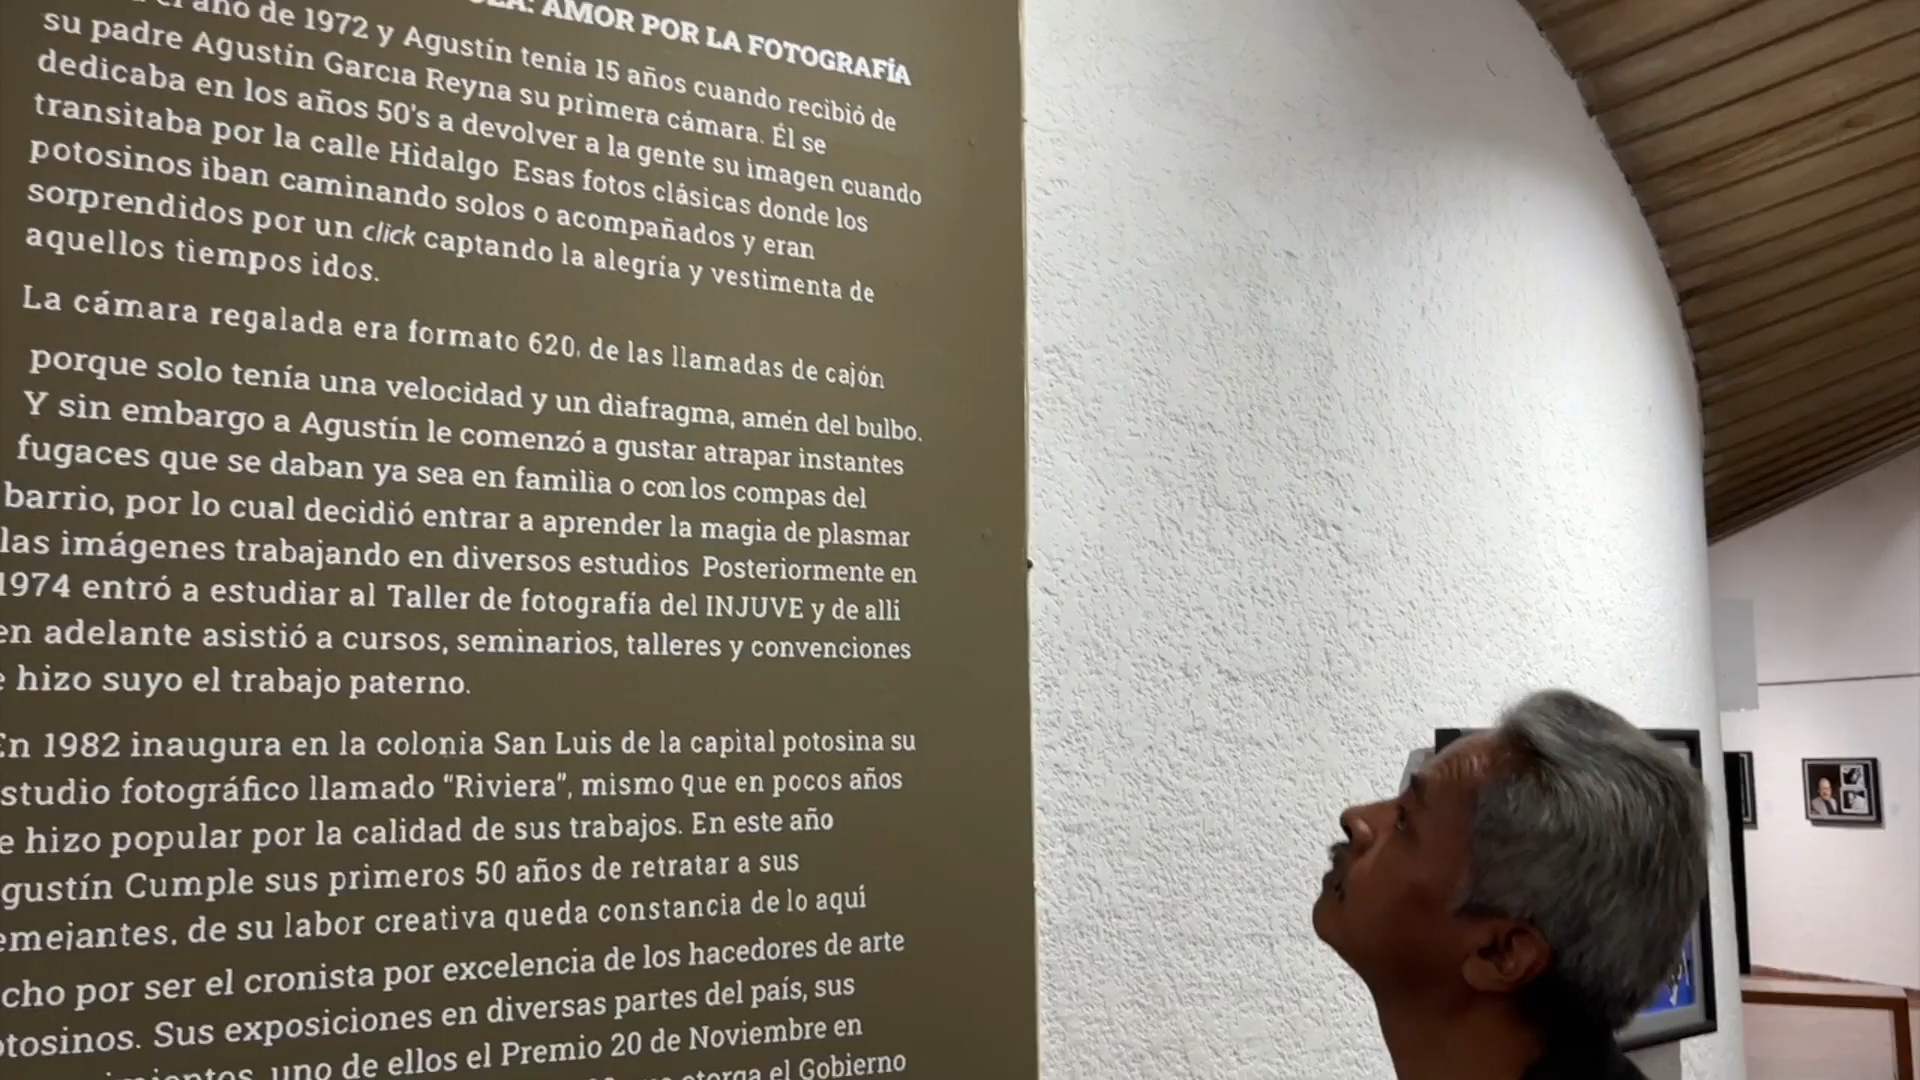 AMOR POR LA FOTOGRAFÍA
año de 1972 y Agustín tenía 15 años cuando recibió de
su padre Agustín Garcıa Reyna su primera cámara. Él se
dedicaba en los años 50's a devolver a la gente su imagen cuando
transitaba por la calle Hidalgo Esas fotos clásicas donde los
potosinos iban caminando solos o acompañados y eran
sorprendidos por un click captando la alegría y vestimenta de
aquellos tiempos idos.
La cámara regalada era formato 620, de las llamadas de cajón
porque solo tenía una velocidad y un diafragma, amén del bulbo.
Y sin embargo a Agustín le comenzó a gustar atrapar instantes
fugaces que se daban ya sea en familia o con los compas del
barrio, por lo cual decidió entrar a aprender la magia de plasmar
las imágenes trabajando en diversos estudios Posteriormente en
1974 entró a estudiar al Taller de fotografía del INJUVE y de allí
en adelante asistió a cursos, seminarios, talleres y convenciones
e hizo suyo el trabajo paterno.
En 1982 inaugura en la colonia San Luis de la capital potosina su
studio fotográfico llamado "Riviera", mismo que en pocos años
e hizo popular por la calidad de sus trabajos. En este año
gustín Cumple sus primeros 50 años de retratar a sus
emejantes, de su labor creativa queda constancia de lo aquí
cho por ser el cronista por excelencia de los hacedores de arte
otosinos. Sus exposiciones en diversas partes del país, sus
uno de ellos el Premio 20 de Noviembre en
otorga el Gobierno